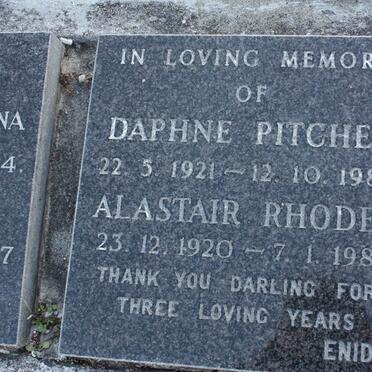 NA
4.
7
IN LOVING MEMOR
OF
DAPHNE PITCHE
22. 5. 1921 – 12. 10. 198
ALASTAIR RHODE
23. 12. 1920 – 7. 1. 198
THANK YOU DARLING FOR
THREE LOVING YEARS
ENID